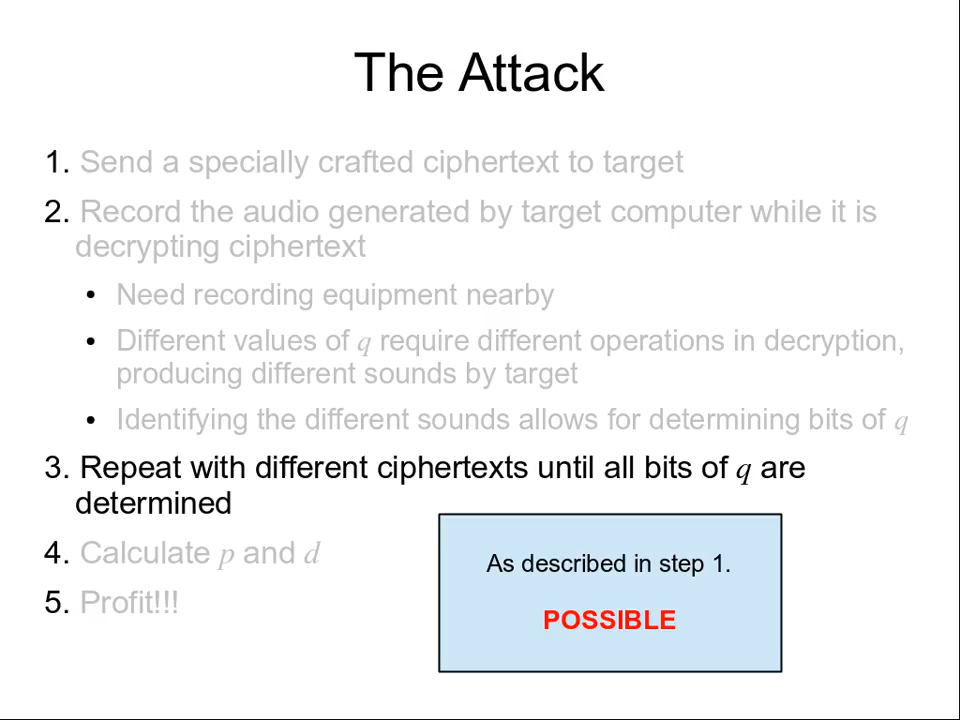 The Attack
1. Send a specially crafted ciphertext to target
2. Record the audio generated by target computer while it is
decrypting ciphertext
• Need recording equipment nearby
• Different values of q require different operations in decryption,
producing different sounds by target
• Identifying the different sounds allows for determining bits of q
3. Repeat with different ciphertexts until all bits of q are
determined
4. Calculate p and d
5. Profit!!!
As described in step 1.
POSSIBLE